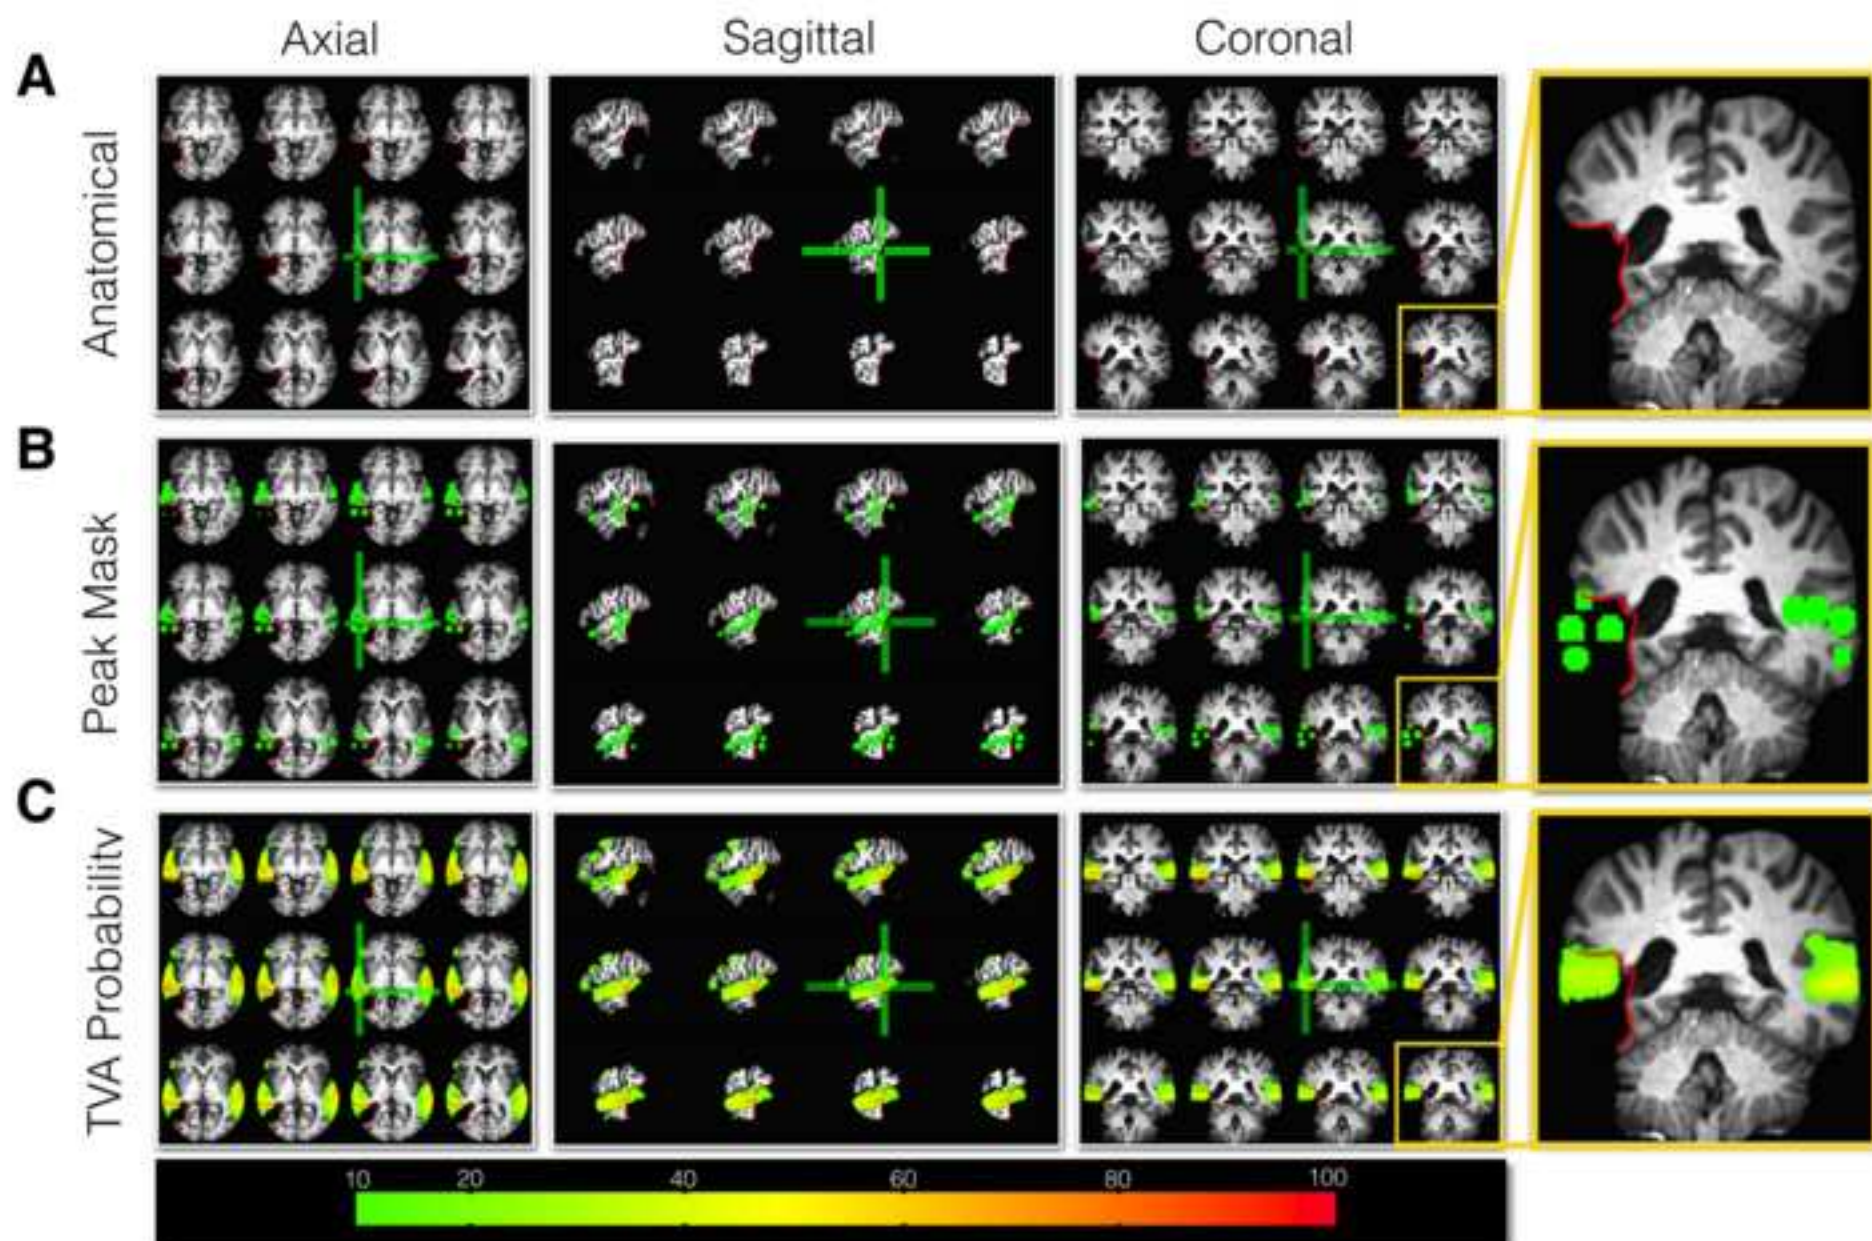 Axial Sagittal Coronal
A
Anatomical
B
Peak Mask
C
TVA Probability
10 20 40 60 80 100